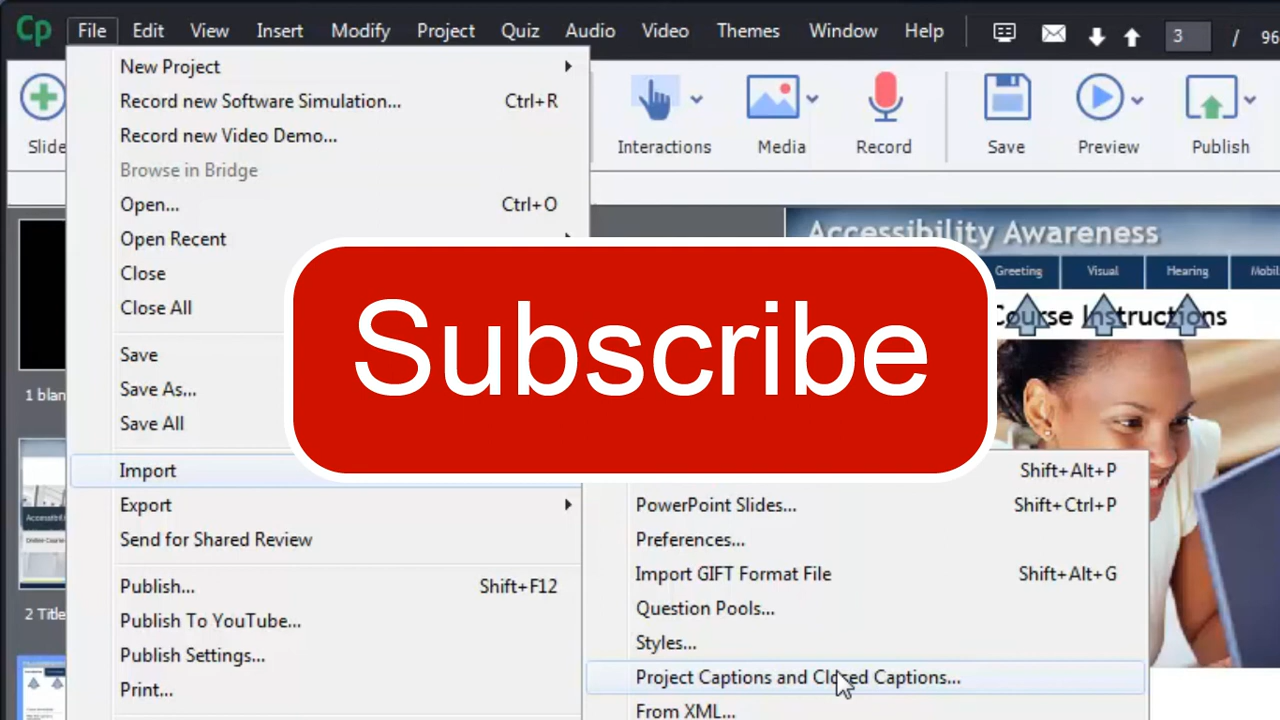 Cp File Edit View Insert Modify Project Quiz Audio Video Themes Window Help 3 / 96
New Project
Record new Software Simulation... Ctrl+R
Record new Video Demo...
Browse in Bridge
Open... Ctrl+O
Open Recent
Close
Close All
Save
Save As...
Save All
Import
Export
Send for Shared Review
Publish... Shift+F12
Publish To YouTube...
Publish Settings...
Print...
Slide
Interactions Media Record Save Preview Publish
Accessibility Awareness
Greeting Visual Hearing Mobil
Course Instructions
Subscribe
Shift+Alt+P
PowerPoint Slides... Shift+Ctrl+P
Preferences...
Import GIFT Format File Shift+Alt+G
Question Pools...
Styles...
Project Captions and Closed Captions...
From XML...
1 blan
2 Title